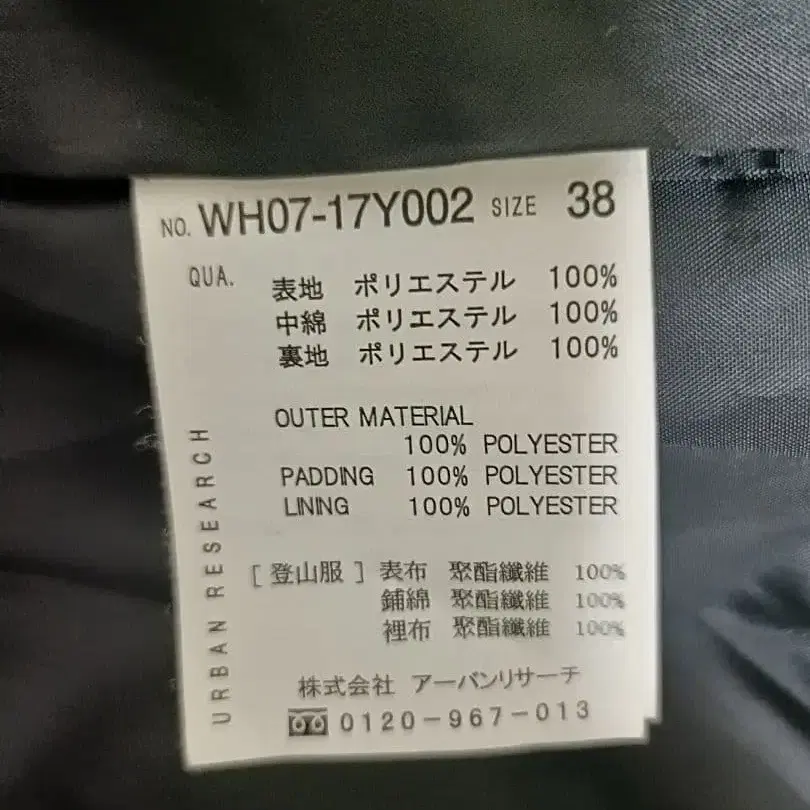 NO. WH07-17Y002 SIZE 38
QUA.
表地 ポリエステル 100%
中綿 ポリエステル 100%
裏地 ポリエステル 100%
OUTER MATERIAL
100% POLYESTER
PADDING 100% POLYESTER
LINING 100% POLYESTER
[登山服] 表布 聚酯纖維 100%
鋪綿 聚酯纖維 100%
裡布 聚酯纖維 100%
株式会社 アーバンリサーチ
0120-967-013
URBAN RESEARCH